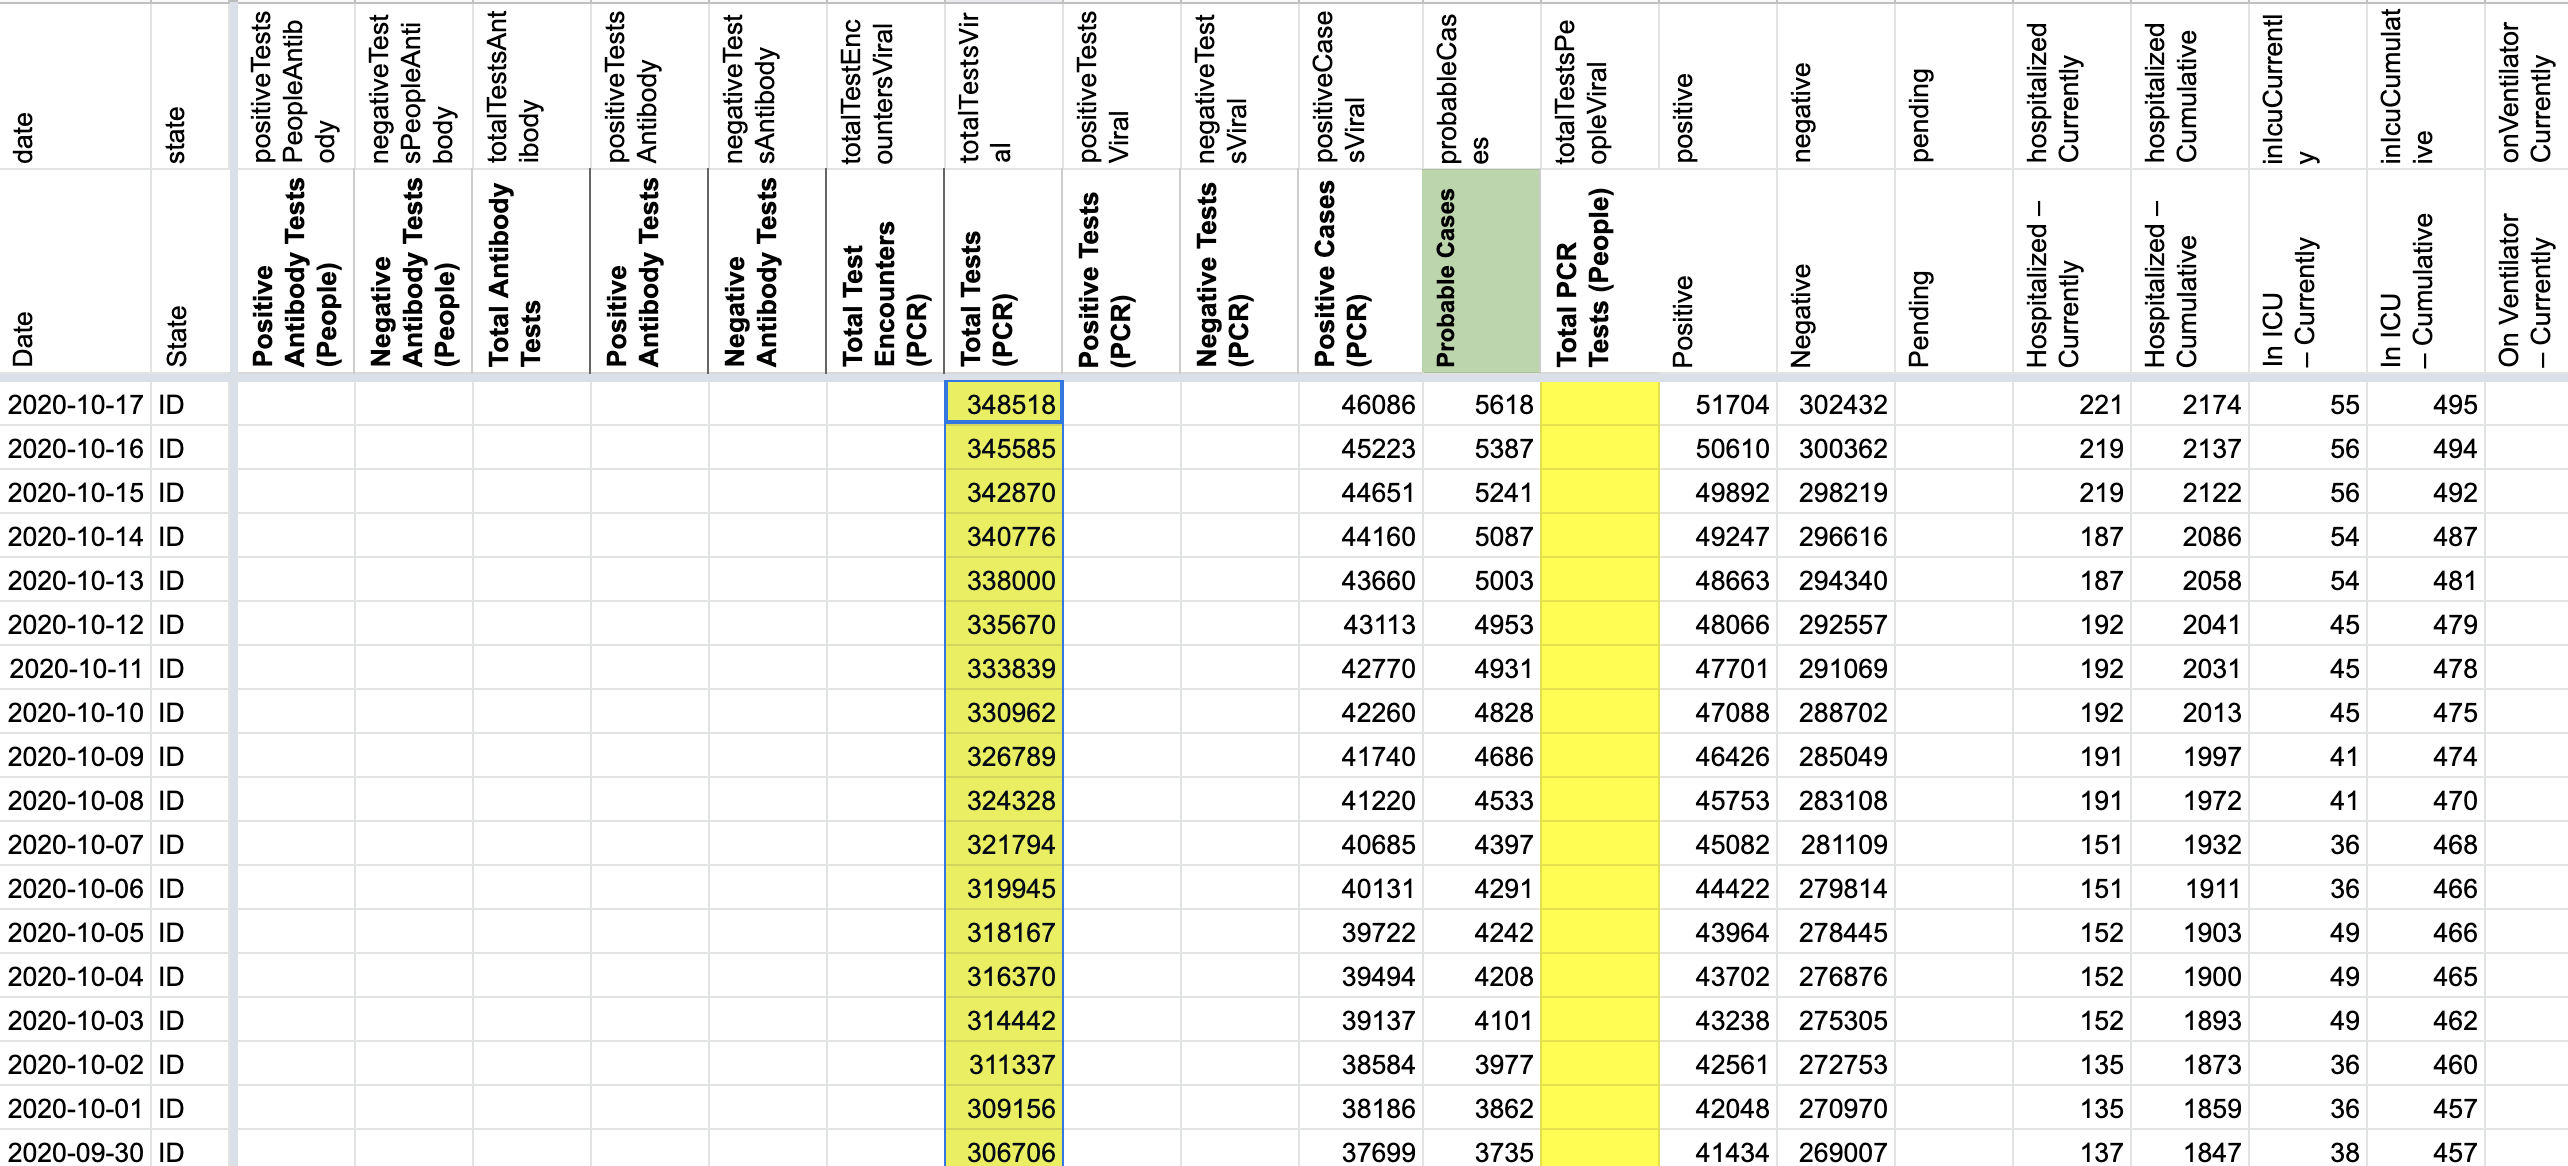 date state positiveTestsPeopleAntibody negativeTestsPeopleAntibody totalTestsAntibody positiveTestsAntibody negativeTestsAntibody totalTestEncountersViral totalTestsViral positiveTestsViral negativeTestsViral positiveCasesViral probableCases totalTestsPeopleViral positive negative pending hospitalizedCurrently hospitalizedCumulative inIcuCurrently inIcuCumulative onVentilatorCurrently
Date State Positive Antibody Tests (People) Negative Antibody Tests (People) Total Antibody Tests Positive Antibody Tests Negative Antibody Tests Total Test Encounters (PCR) Total Tests (PCR) Positive Tests (PCR) Negative Tests (PCR) Positive Cases (PCR) Probable Cases Total PCR Tests (People) Positive Negative Pending Hospitalized – Currently Hospitalized – Cumulative In ICU – Currently In ICU – Cumulative On Ventilator – Currently
2020-10-17 ID 348518 46086 5618 51704 302432 221 2174 55 495
2020-10-16 ID 345585 45223 5387 50610 300362 219 2137 56 494
2020-10-15 ID 342870 44651 5241 49892 298219 219 2122 56 492
2020-10-14 ID 340776 44160 5087 49247 296616 187 2086 54 487
2020-10-13 ID 338000 43660 5003 48663 294340 187 2058 54 481
2020-10-12 ID 335670 43113 4953 48066 292557 192 2041 45 479
2020-10-11 ID 333839 42770 4931 47701 291069 192 2031 45 478
2020-10-10 ID 330962 42260 4828 47088 288702 192 2013 45 475
2020-10-09 ID 326789 41740 4686 46426 285049 191 1997 41 474
2020-10-08 ID 324328 41220 4533 45753 283108 191 1972 41 470
2020-10-07 ID 321794 40685 4397 45082 281109 151 1932 36 468
2020-10-06 ID 319945 40131 4291 44422 279814 151 1911 36 466
2020-10-05 ID 318167 39722 4242 43964 278445 152 1903 49 466
2020-10-04 ID 316370 39494 4208 43702 276876 152 1900 49 465
2020-10-03 ID 314442 39137 4101 43238 275305 152 1893 49 462
2020-10-02 ID 311337 38584 3977 42561 272753 135 1873 36 460
2020-10-01 ID 309156 38186 3862 42048 270970 135 1859 36 457
2020-09-30 ID 306706 37699 3735 41434 269007 137 1847 38 457